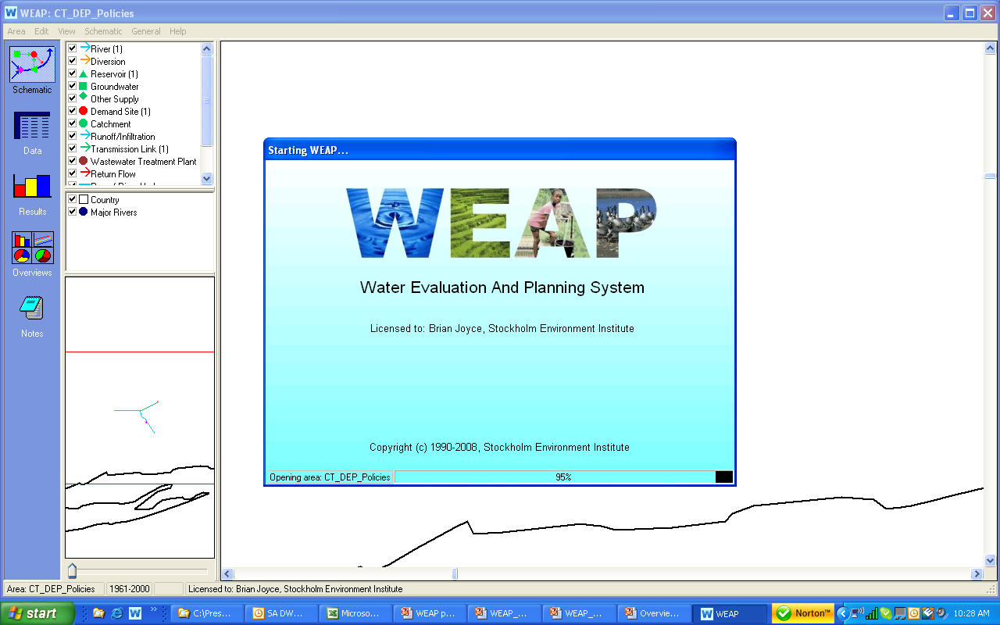 WEAP: CT_DEP_Policies
Area Edit View Schematic General Help
Schematic
Data
Results
Overviews
Notes
River (1)
Diversion
Reservoir (1)
Groundwater
Other Supply
Demand Site (1)
Catchment
Runoff/Infiltration
Transmission Link (1)
Wastewater Treatment Plant
Return Flow
Country
Major Rivers
Starting WEAP...
WEAP
Water Evaluation And Planning System
Licensed to: Brian Joyce, Stockholm Environment Institute
Copyright (c) 1990-2008, Stockholm Environment Institute
Opening area: CT_DEP_Policies 95%
Area: CT_DEP_Policies 1961-2000 Licensed to: Brian Joyce, Stockholm Environment Institute
start C:\Pres... SA DW... Microso... WEAP p... WEAP_... WEAP_... Overvie... WEAP Norton™ 10:28 AM